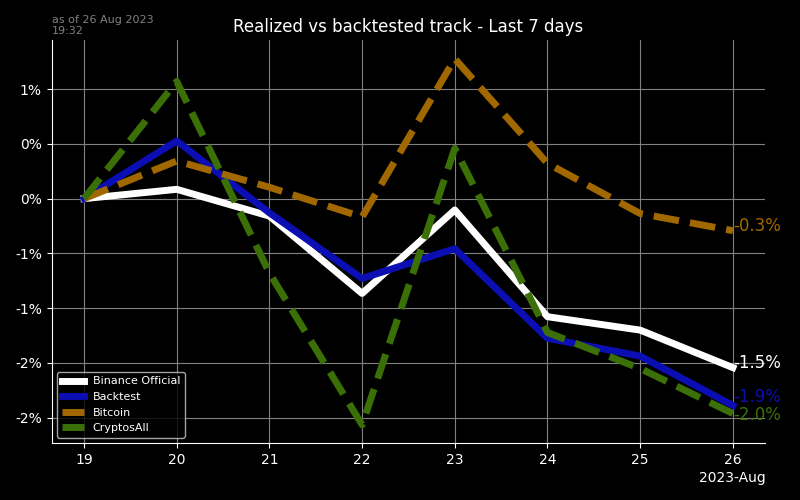 as of 26 Aug 2023
19:32
Realized vs backtested track - Last 7 days
1%
0%
0%
-1%
-1%
-2%
-2%
-0.3%
-1.5%
-1.9%
-2.0%
Binance Official
Backtest
Bitcoin
CryptosAll
19 20 21 22 23 24 25 26
2023-Aug